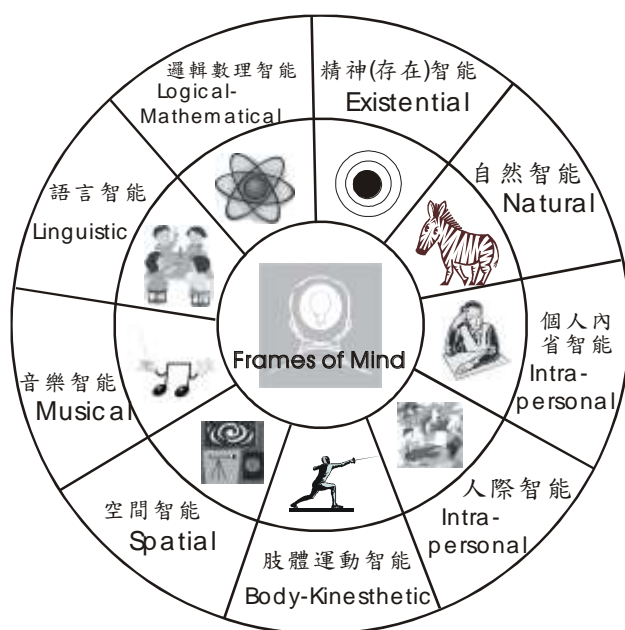 邏輯數理智能
Logical-
Mathematical
精神(存在)智能
Existential
自然智能
Natural
個人內
省智能
Intra-
personal
人際智能
Intra-
personal
肢體運動智能
Body-Kinesthetic
空間智能
Spatial
音樂智能
Musical
語言智能
Linguistic
Frames of Mind